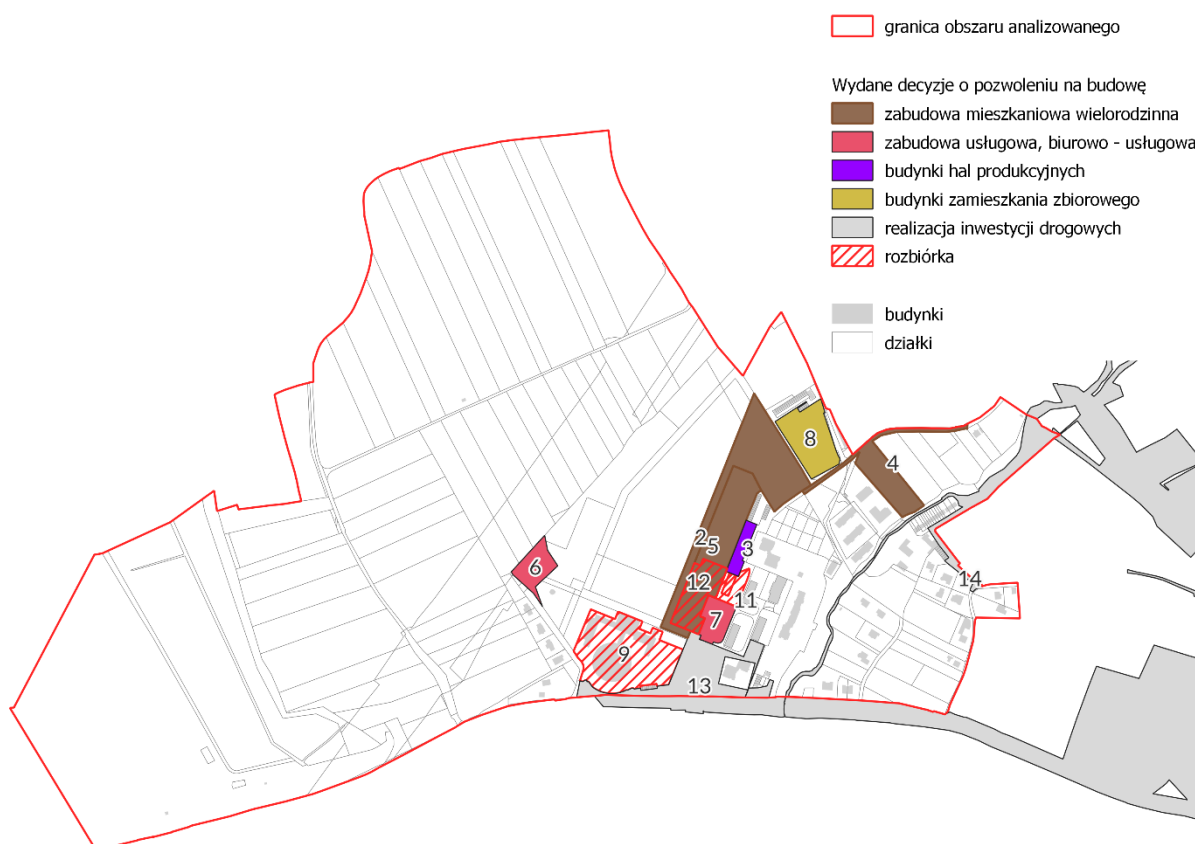 granica obszaru analizowanego
Wydane decyzje o pozwoleniu na budowę
zabudowa mieszkaniowa wielorodzinna
zabudowa usługowa, biurowo - usługowa
budynki hal produkcyjnych
budynki zamieszkania zbiorowego
realizacja inwestycji drogowych
rozbiórka
budynki
działki
8
4
2
5
3
6
12
11
14
7
9
13